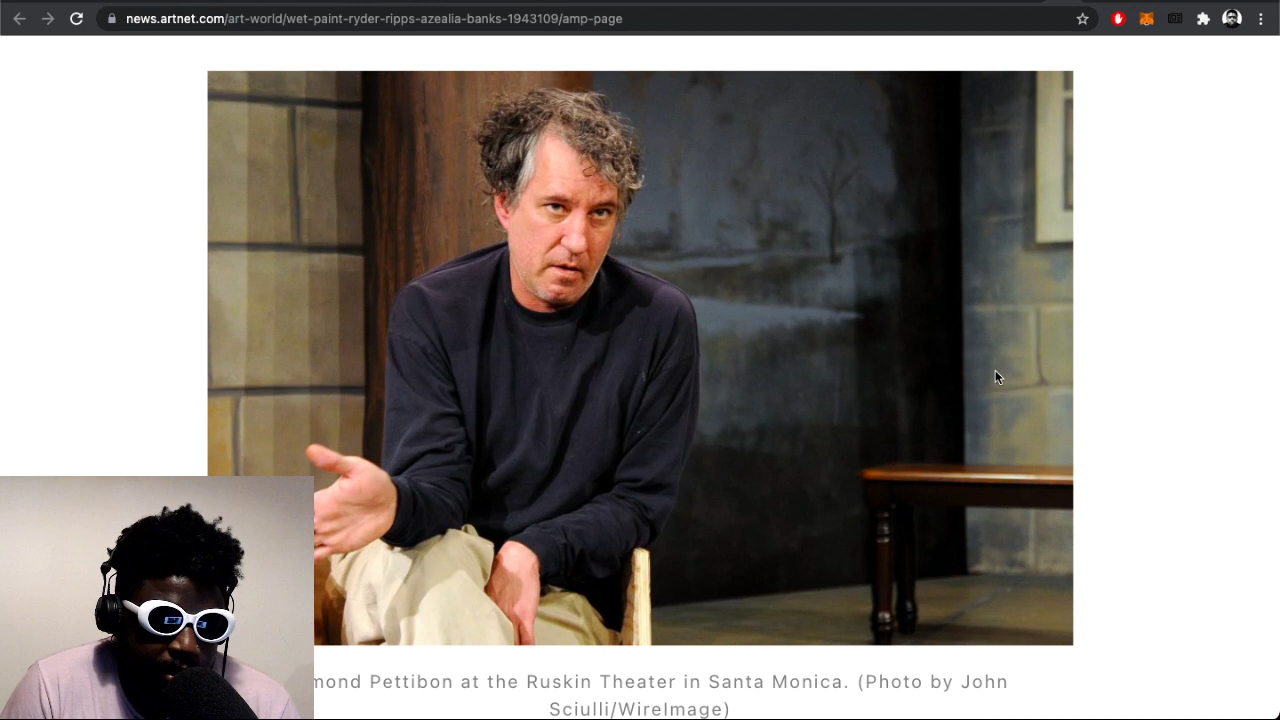 news.artnet.com/art-world/wet-paint-ryder-ripps-azealia-banks-1943109/amp-page
mond Pettibon at the Ruskin Theater in Santa Monica. (Photo by John
Sciulli/WireImage)